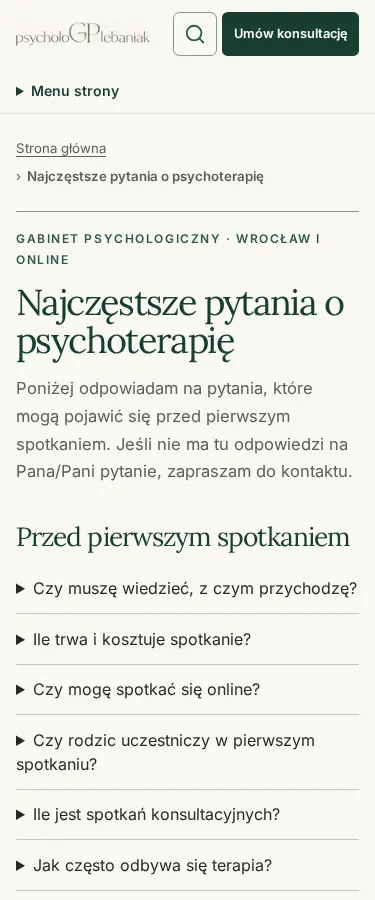 psycholoGPlebaniak
Umów konsultację
Menu strony
Strona główna
› Najczęstsze pytania o psychoterapię
GABINET PSYCHOLOGICZNY · WROCŁAW I
ONLINE
Najczęstsze pytania o
psychoterapię
Poniżej odpowiadam na pytania, które
mogą pojawić się przed pierwszym
spotkaniem. Jeśli nie ma tu odpowiedzi na
Pana/Pani pytanie, zapraszam do kontaktu.
Przed pierwszym spotkaniem
Czy muszę wiedzieć, z czym przychodzę?
Ile trwa i kosztuje spotkanie?
Czy mogę spotkać się online?
Czy rodzic uczestniczy w pierwszym
spotkaniu?
Ile jest spotkań konsultacyjnych?
Jak często odbywa się terapia?